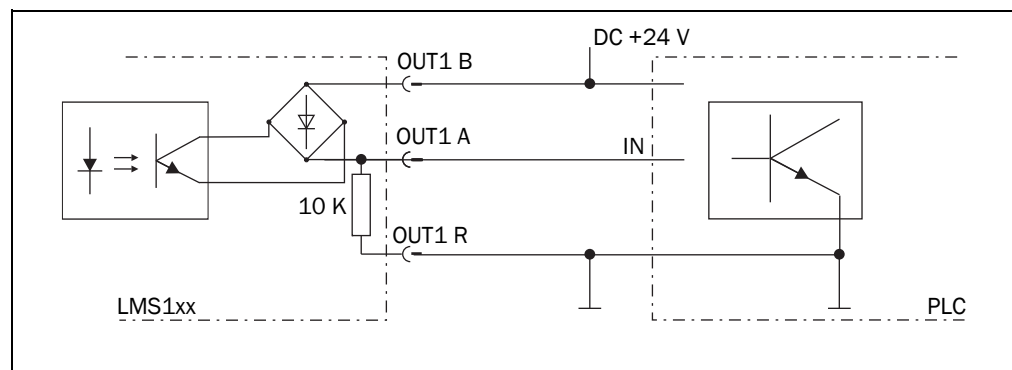 DC +24 V
OUT1 B
OUT1 A
IN
10 K
OUT1 R
LMS1xx
PLC